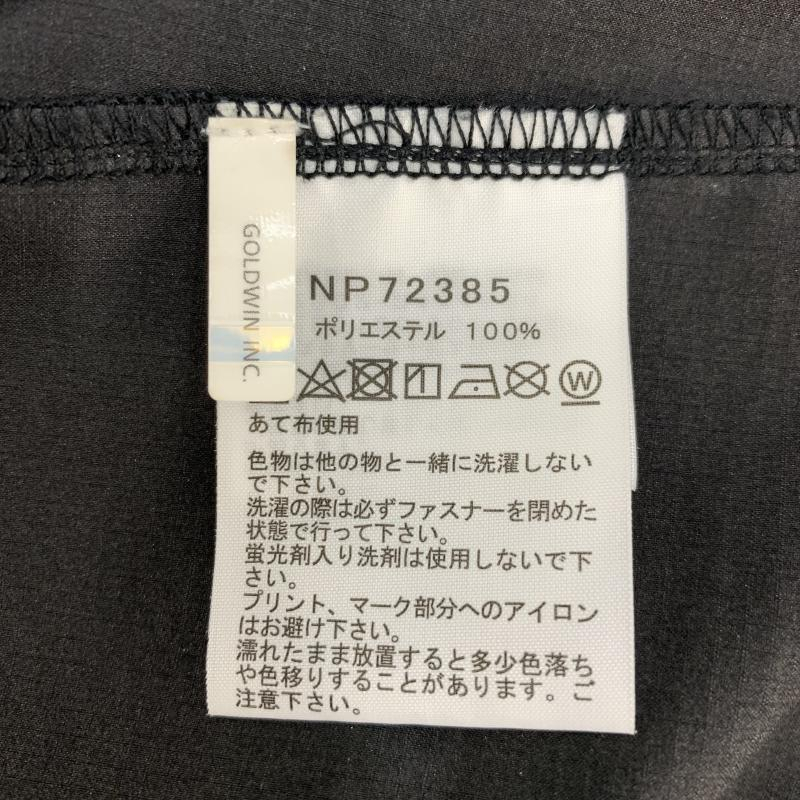 GOLDWIN INC.
NP72385
ポリエステル 100%
W
あて布使用
色物は他の物と一緒に洗濯しない
で下さい。
洗濯の際は必ずファスナーを閉めた
状態で行って下さい。
蛍光剤入り洗剤は使用しないで下
さい。
プリント、マーク部分へのアイロン
はお避け下さい。
濡れたまま放置すると多少色落ち
や色移りすることがあります。ご
注意下さい。